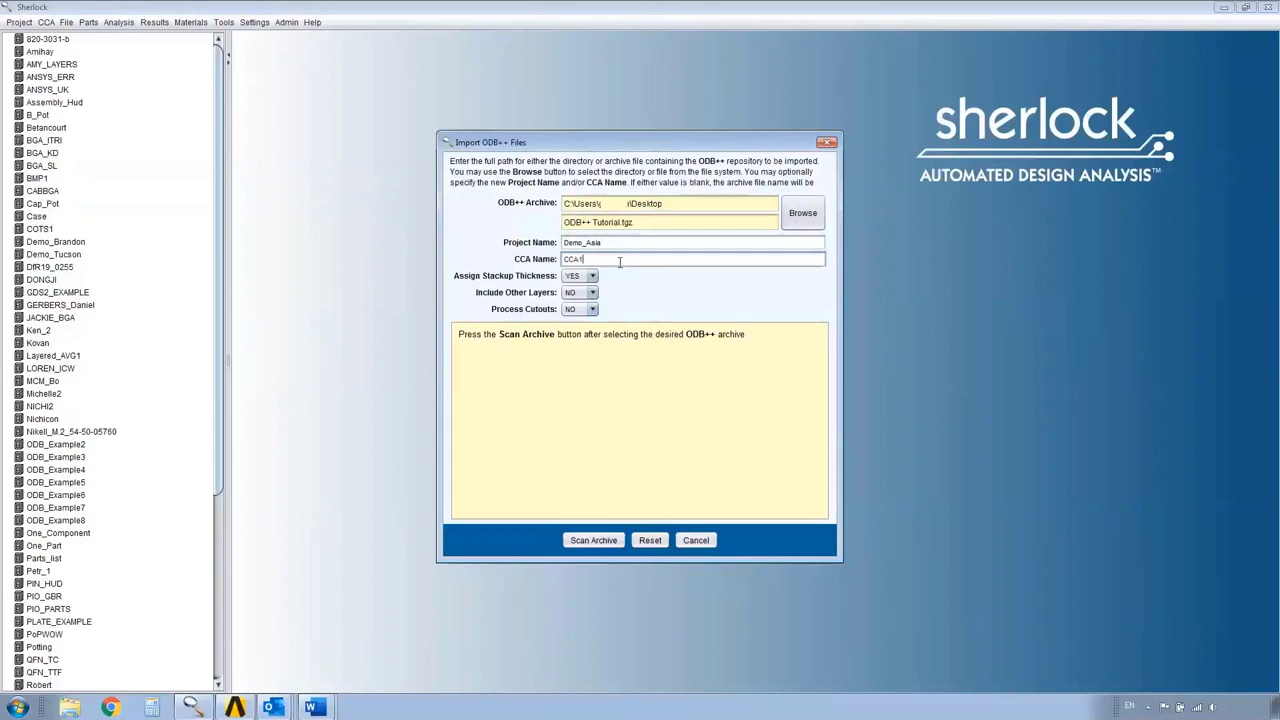 Sherlock
Project CCA File Parts Analysis Results Materials Tools Settings Admin Help
820-3031-b
Amihay
AMY_LAYERS
ANSYS_ERR
ANSYS_UK
Assembly_Hud
B_Pot
Betancourt
BGA_ITRI
BGA_KD
BGA_SL
BMP1
CABBGA
Cap_Pot
Case
COTS1
Demo_Brandon
Demo_Tucson
DfR19_0255
DONGJI
GDS2_EXAMPLE
GERBERS_Daniel
JACKIE_BGA
Ken_2
Kovan
Layered_AVG1
LOREN_ICW
MCM_Bo
Michelle2
NICHI2
Nichicon
Nikell_M.2_54-50-05760
ODB_Example2
ODB_Example3
ODB_Example4
ODB_Example5
ODB_Example6
ODB_Example7
ODB_Example8
One_Component
One_Part
Parts_list
Petr_1
PIN_HUD
PIO_GBR
PIO_PARTS
PLATE_EXAMPLE
PoPWOW
Potting
QFN_TC
QFN_TTF
Robert
Import ODB++ Files
Enter the full path for either the directory or archive file containing the ODB++ repository to be imported.
You may use the Browse button to select the directory or file from the file system. You may optionally
specify the new Project Name and/or CCA Name. If either value is blank, the archive file name will be
ODB++ Archive: C:\Users\ \Desktop
ODB++ Tutorial.tgz
Browse
Project Name: Demo_Asia
CCA Name: CCA1
Assign Stackup Thickness: YES
Include Other Layers: NO
Process Cutouts: NO
Press the Scan Archive button after selecting the desired ODB++ archive
Scan Archive Reset Cancel
sherlock
AUTOMATED DESIGN ANALYSIS™
EN